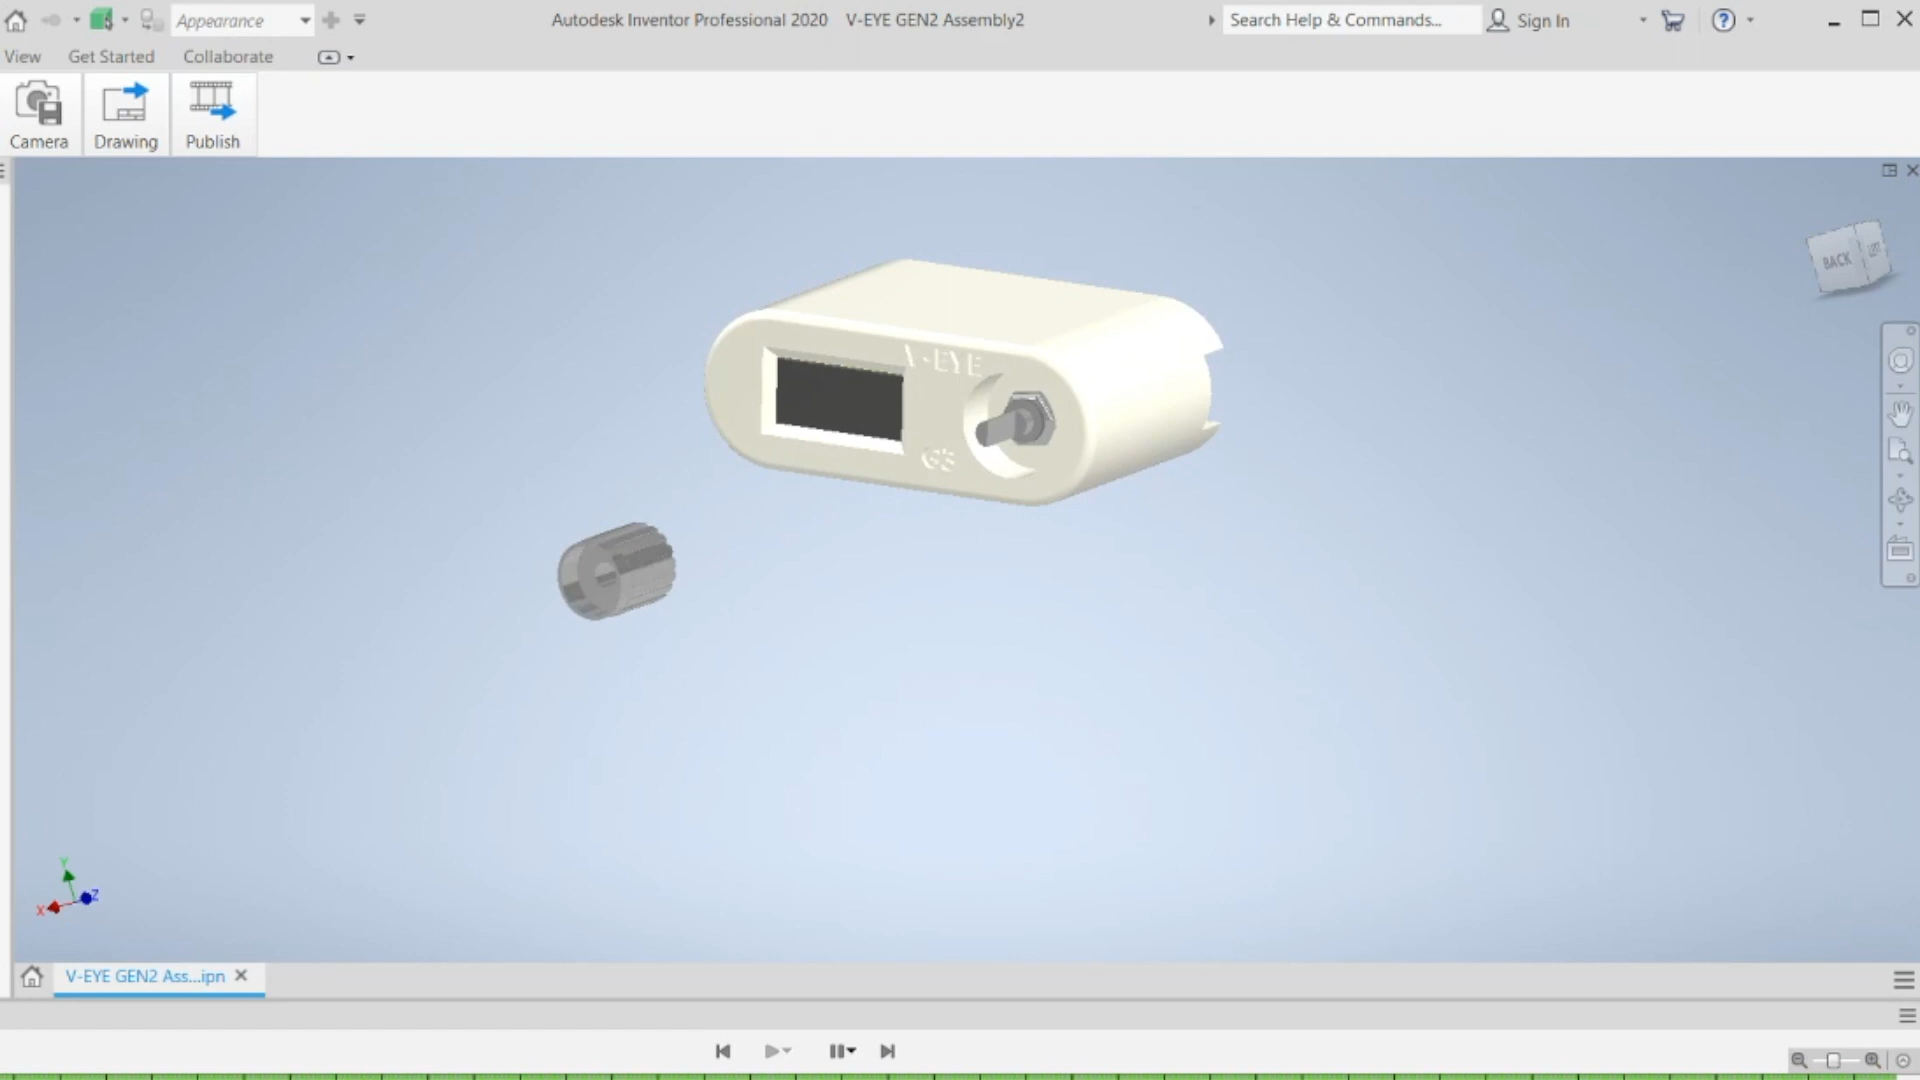 Appearance
Autodesk Inventor Professional 2020 V-EYE GEN2 Assembly2
Search Help & Commands...
Sign In
View Get Started Collaborate
Camera Drawing Publish
BACK
V-EYE
Y
Z
X
V-EYE GEN2 Ass...ipn